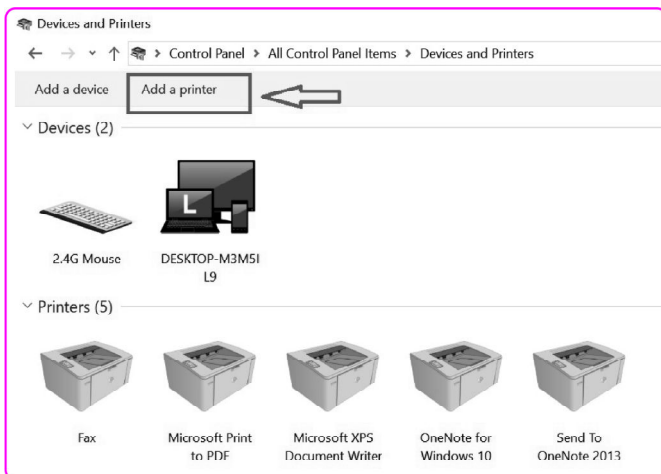 Devices and Printers
Control Panel > All Control Panel Items > Devices and Printers
Add a device Add a printer
Devices (2)
L
2.4G Mouse DESKTOP-M3M5I
L9
Printers (5)
Fax Microsoft Print Microsoft XPS OneNote for Send To
to PDF Document Writer Windows 10 OneNote 2013